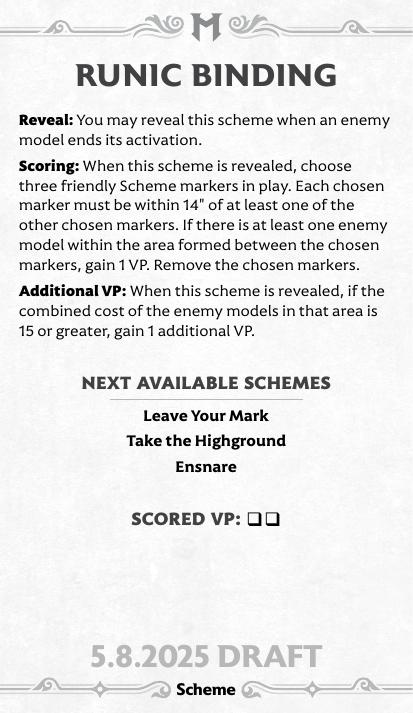 M
RUNIC BINDING
Reveal: You may reveal this scheme when an enemy
model ends its activation.
Scoring: When this scheme is revealed, choose
three friendly Scheme markers in play. Each chosen
marker must be within 14" of at least one of the
other chosen markers. If there is at least one enemy
model within the area formed between the chosen
markers, gain 1 VP. Remove the chosen markers.
Additional VP: When this scheme is revealed, if the
combined cost of the enemy models in that area is
15 or greater, gain 1 additional VP.
NEXT AVAILABLE SCHEMES
Leave Your Mark
Take the Highground
Ensnare
SCORED VP: ❑❑
5.8.2025 DRAFT
Scheme